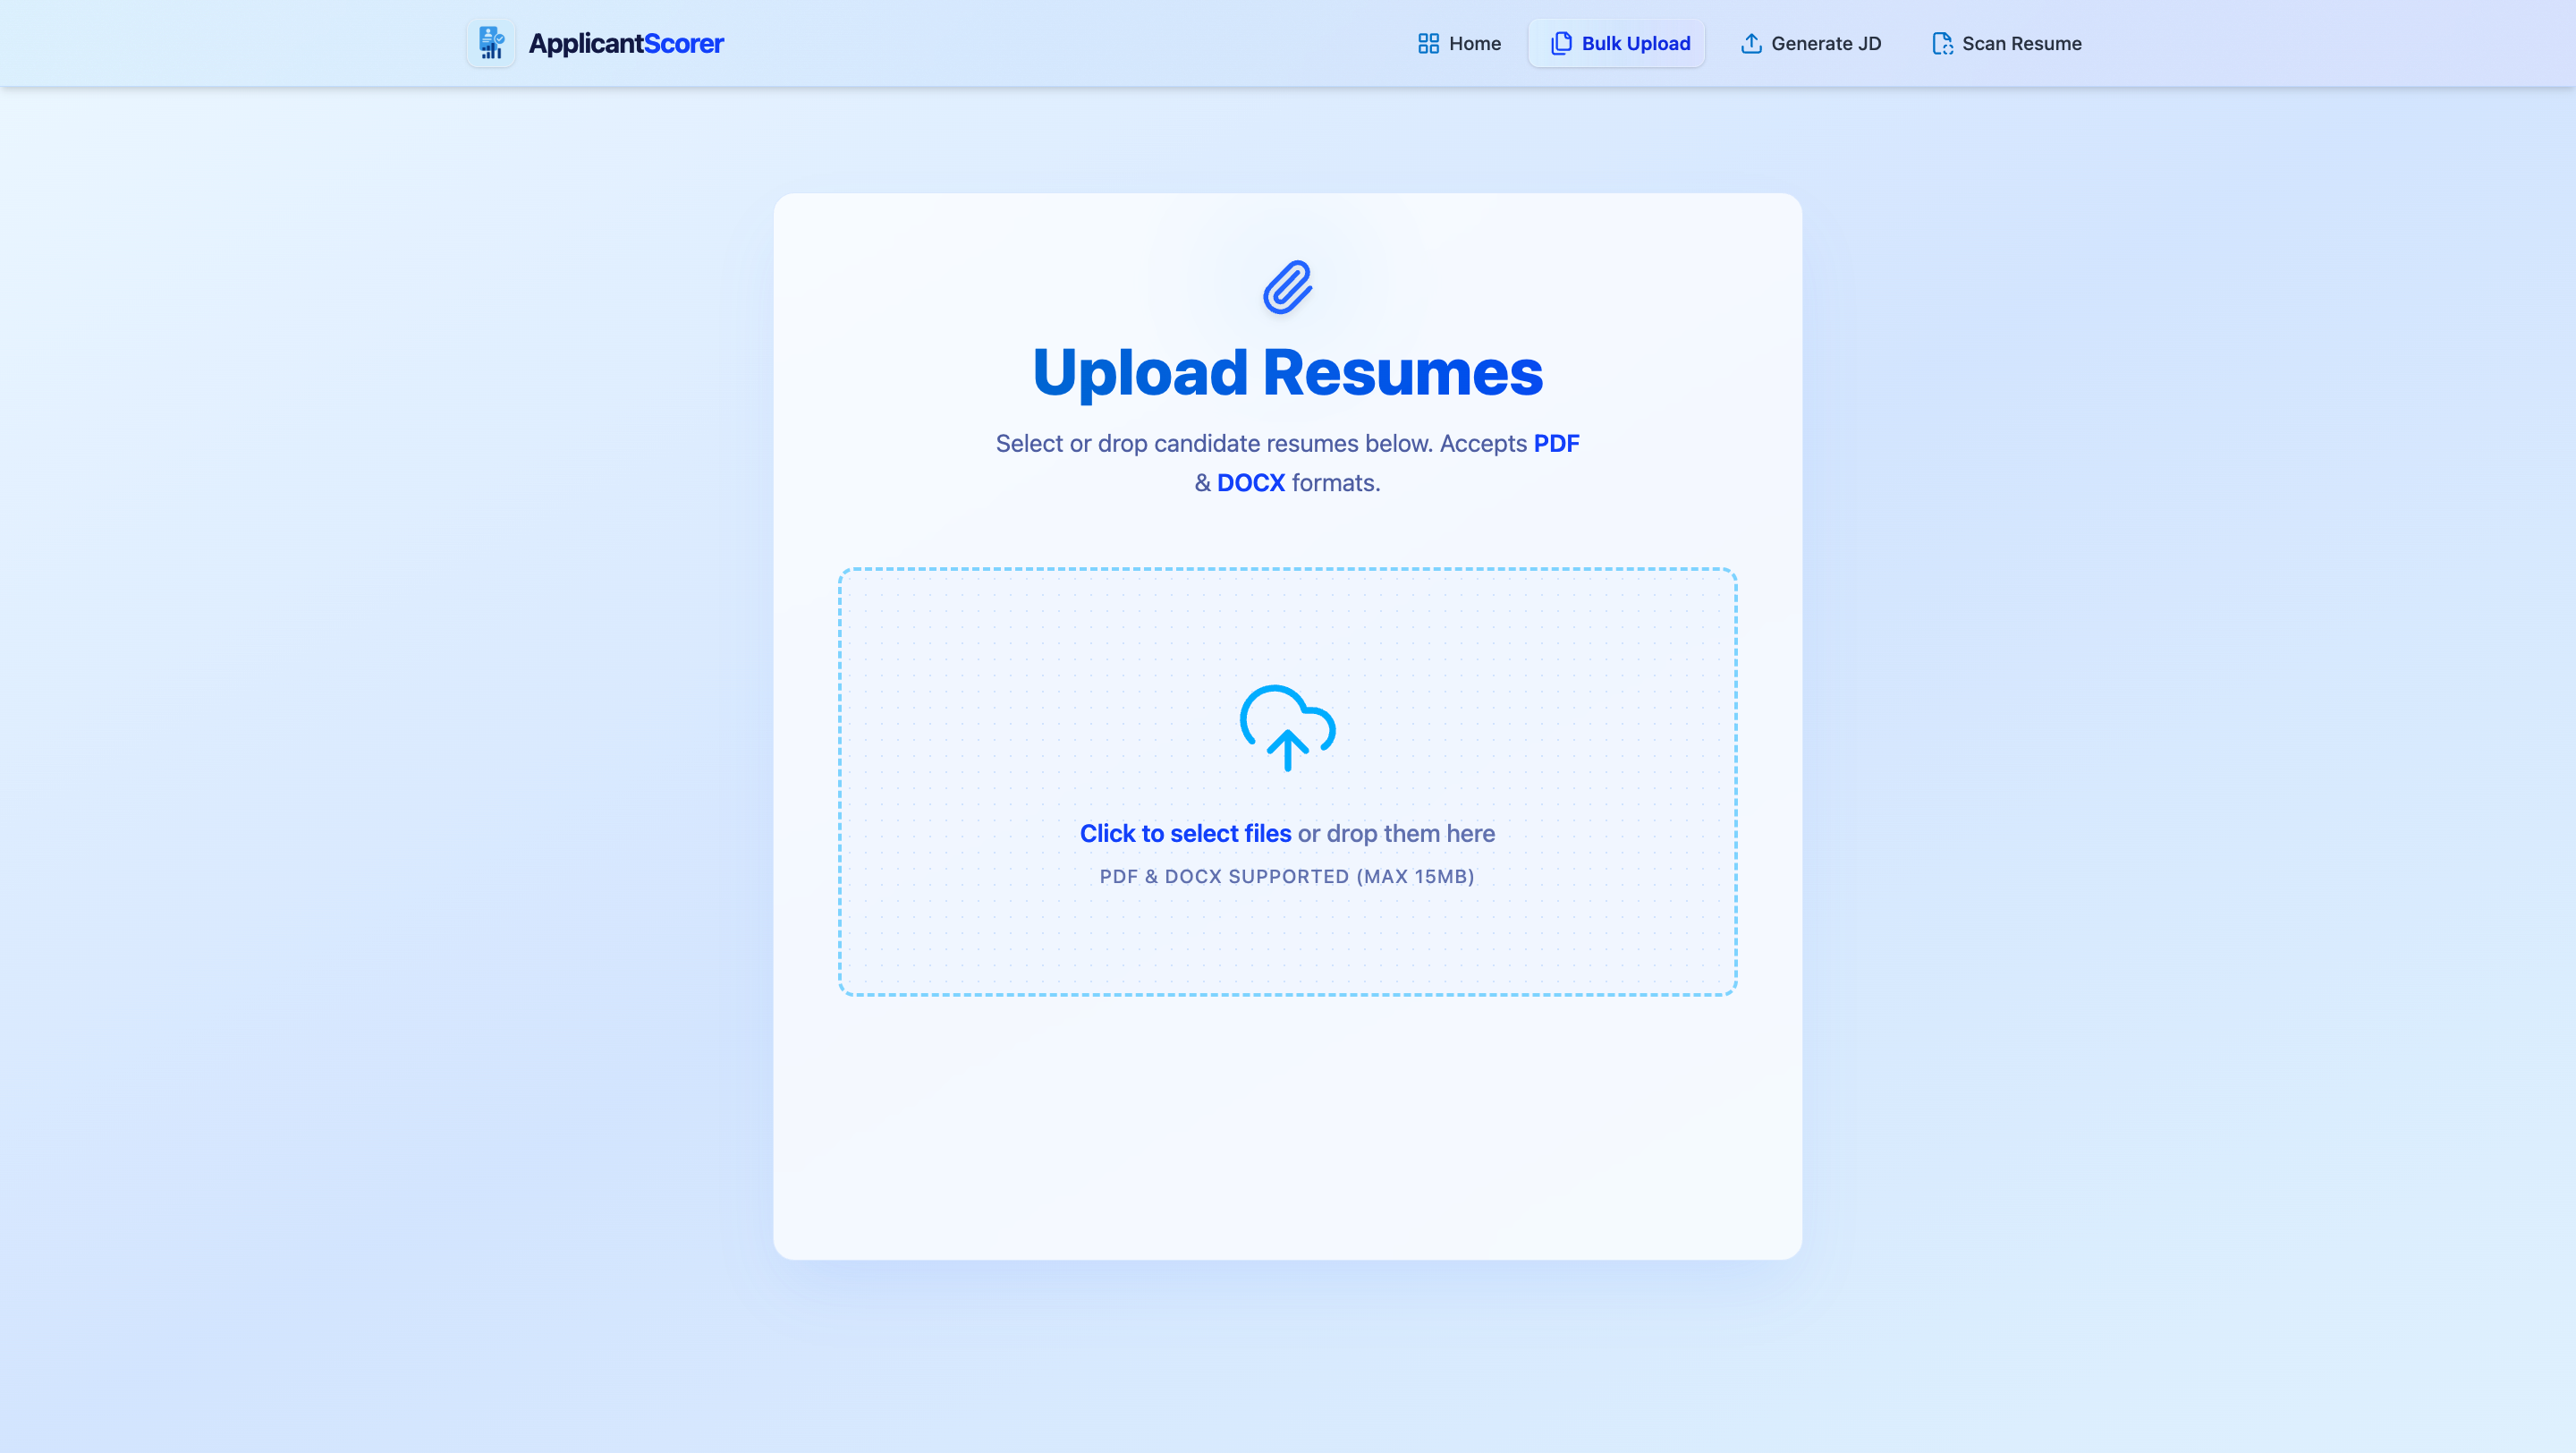 ApplicantScorer
Home
Bulk Upload
Generate JD
Scan Resume
Upload Resumes
Select or drop candidate resumes below. Accepts PDF
& DOCX formats.
Click to select files or drop them here
PDF & DOCX SUPPORTED (MAX 15MB)